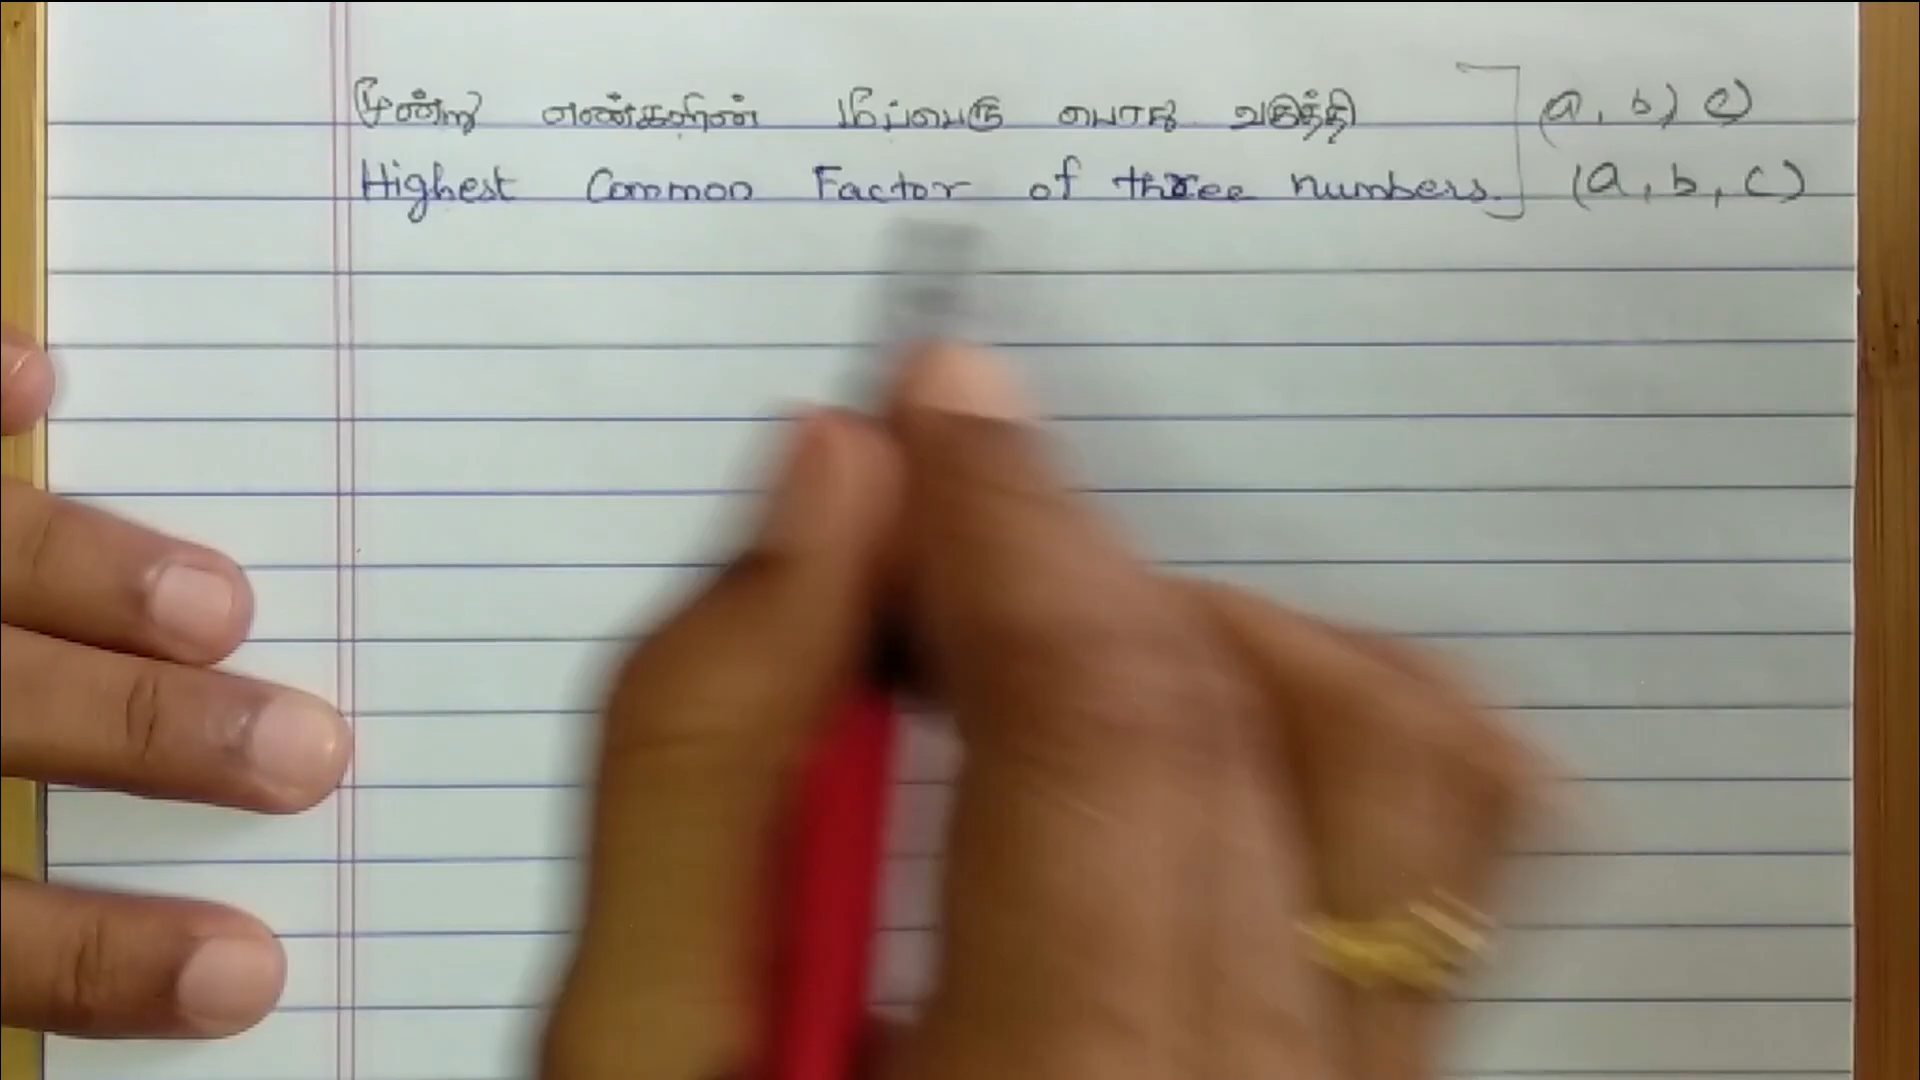 மூன்று எண்களின் மீப்பெரு பொது வகுத்தி (a, b, c)
Highest Common Factor of three numbers. (a, b, c)